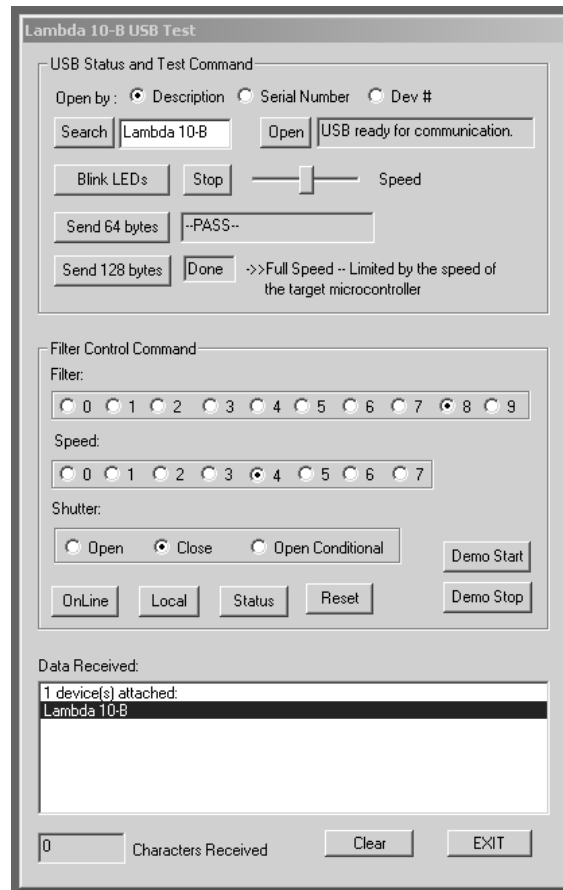 Lambda 10-B USB Test
USB Status and Test Command
Open by : Description Serial Number Dev #
Search Lambda 10-B Open USB ready for communication.
Blink LEDs Stop Speed
Send 64 bytes --PASS--
Send 128 bytes Done ->>Full Speed -- Limited by the speed of
the target microcontroller
Filter Control Command
Filter:
0 1 2 3 4 5 6 7 8 9
Speed:
0 1 2 3 4 5 6 7
Shutter:
Open Close Open Conditional
Demo Start
OnLine Local Status Reset Demo Stop
Data Received:
1 device(s) attached:
Lambda 10-B
0 Characters Received Clear EXIT